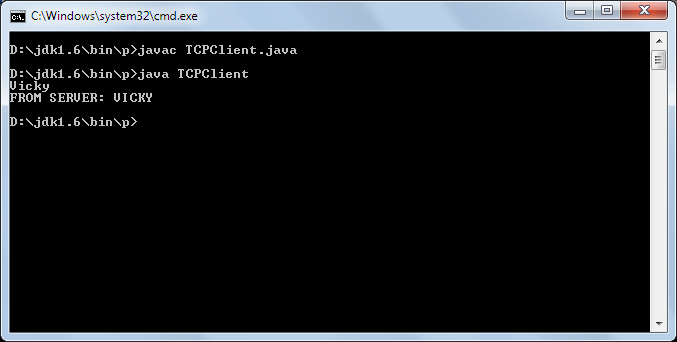 C:\Windows\system32\cmd.exe
D:\jdk1.6\bin\p>javac TCPClient.java
D:\jdk1.6\bin\p>java TCPClient
Vicky
FROM SERVER: VICKY
D:\jdk1.6\bin\p>